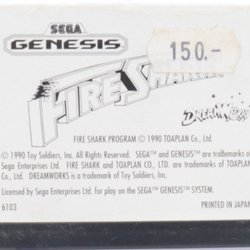 SEGA
GENESIS
150.-
FIRE SHARK
DREAMWORKS
FIRE SHARK PROGRAM © 1990 TOAPLAN Co., Ltd.
© 1990 Toy Soldiers, Inc. All Rights Reserved. SEGA™ and GENESIS™ are trademarks of
Sega Enterprises Ltd. FIRE SHARK and TOAPLAN CO., LTD. are trademarks of TOAPLAN Co.,
Ltd. DREAMWORKS is a trademark of Toy Soldiers, Inc.
Licensed by Sega Enterprises Ltd. for play on the SEGA™ GENESIS™ SYSTEM.
6103
PRINTED IN JAPAN